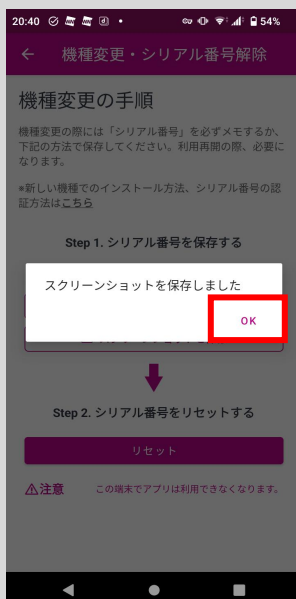 20:40
54%
機種変更・シリアル番号解除
機種変更の手順
機種変更の際には「シリアル番号」を必ずメモするか、
下記の方法で保存してください。利用再開の際、必要に
なります。
*新しい機種でのインストール方法、シリアル番号の認
証方法はこちら
Step 1. シリアル番号を保存する
スクリーンショットを保存しました
OK
Step 2. シリアル番号をリセットする
リセット
注意 この端末でアプリは利用できなくなります。